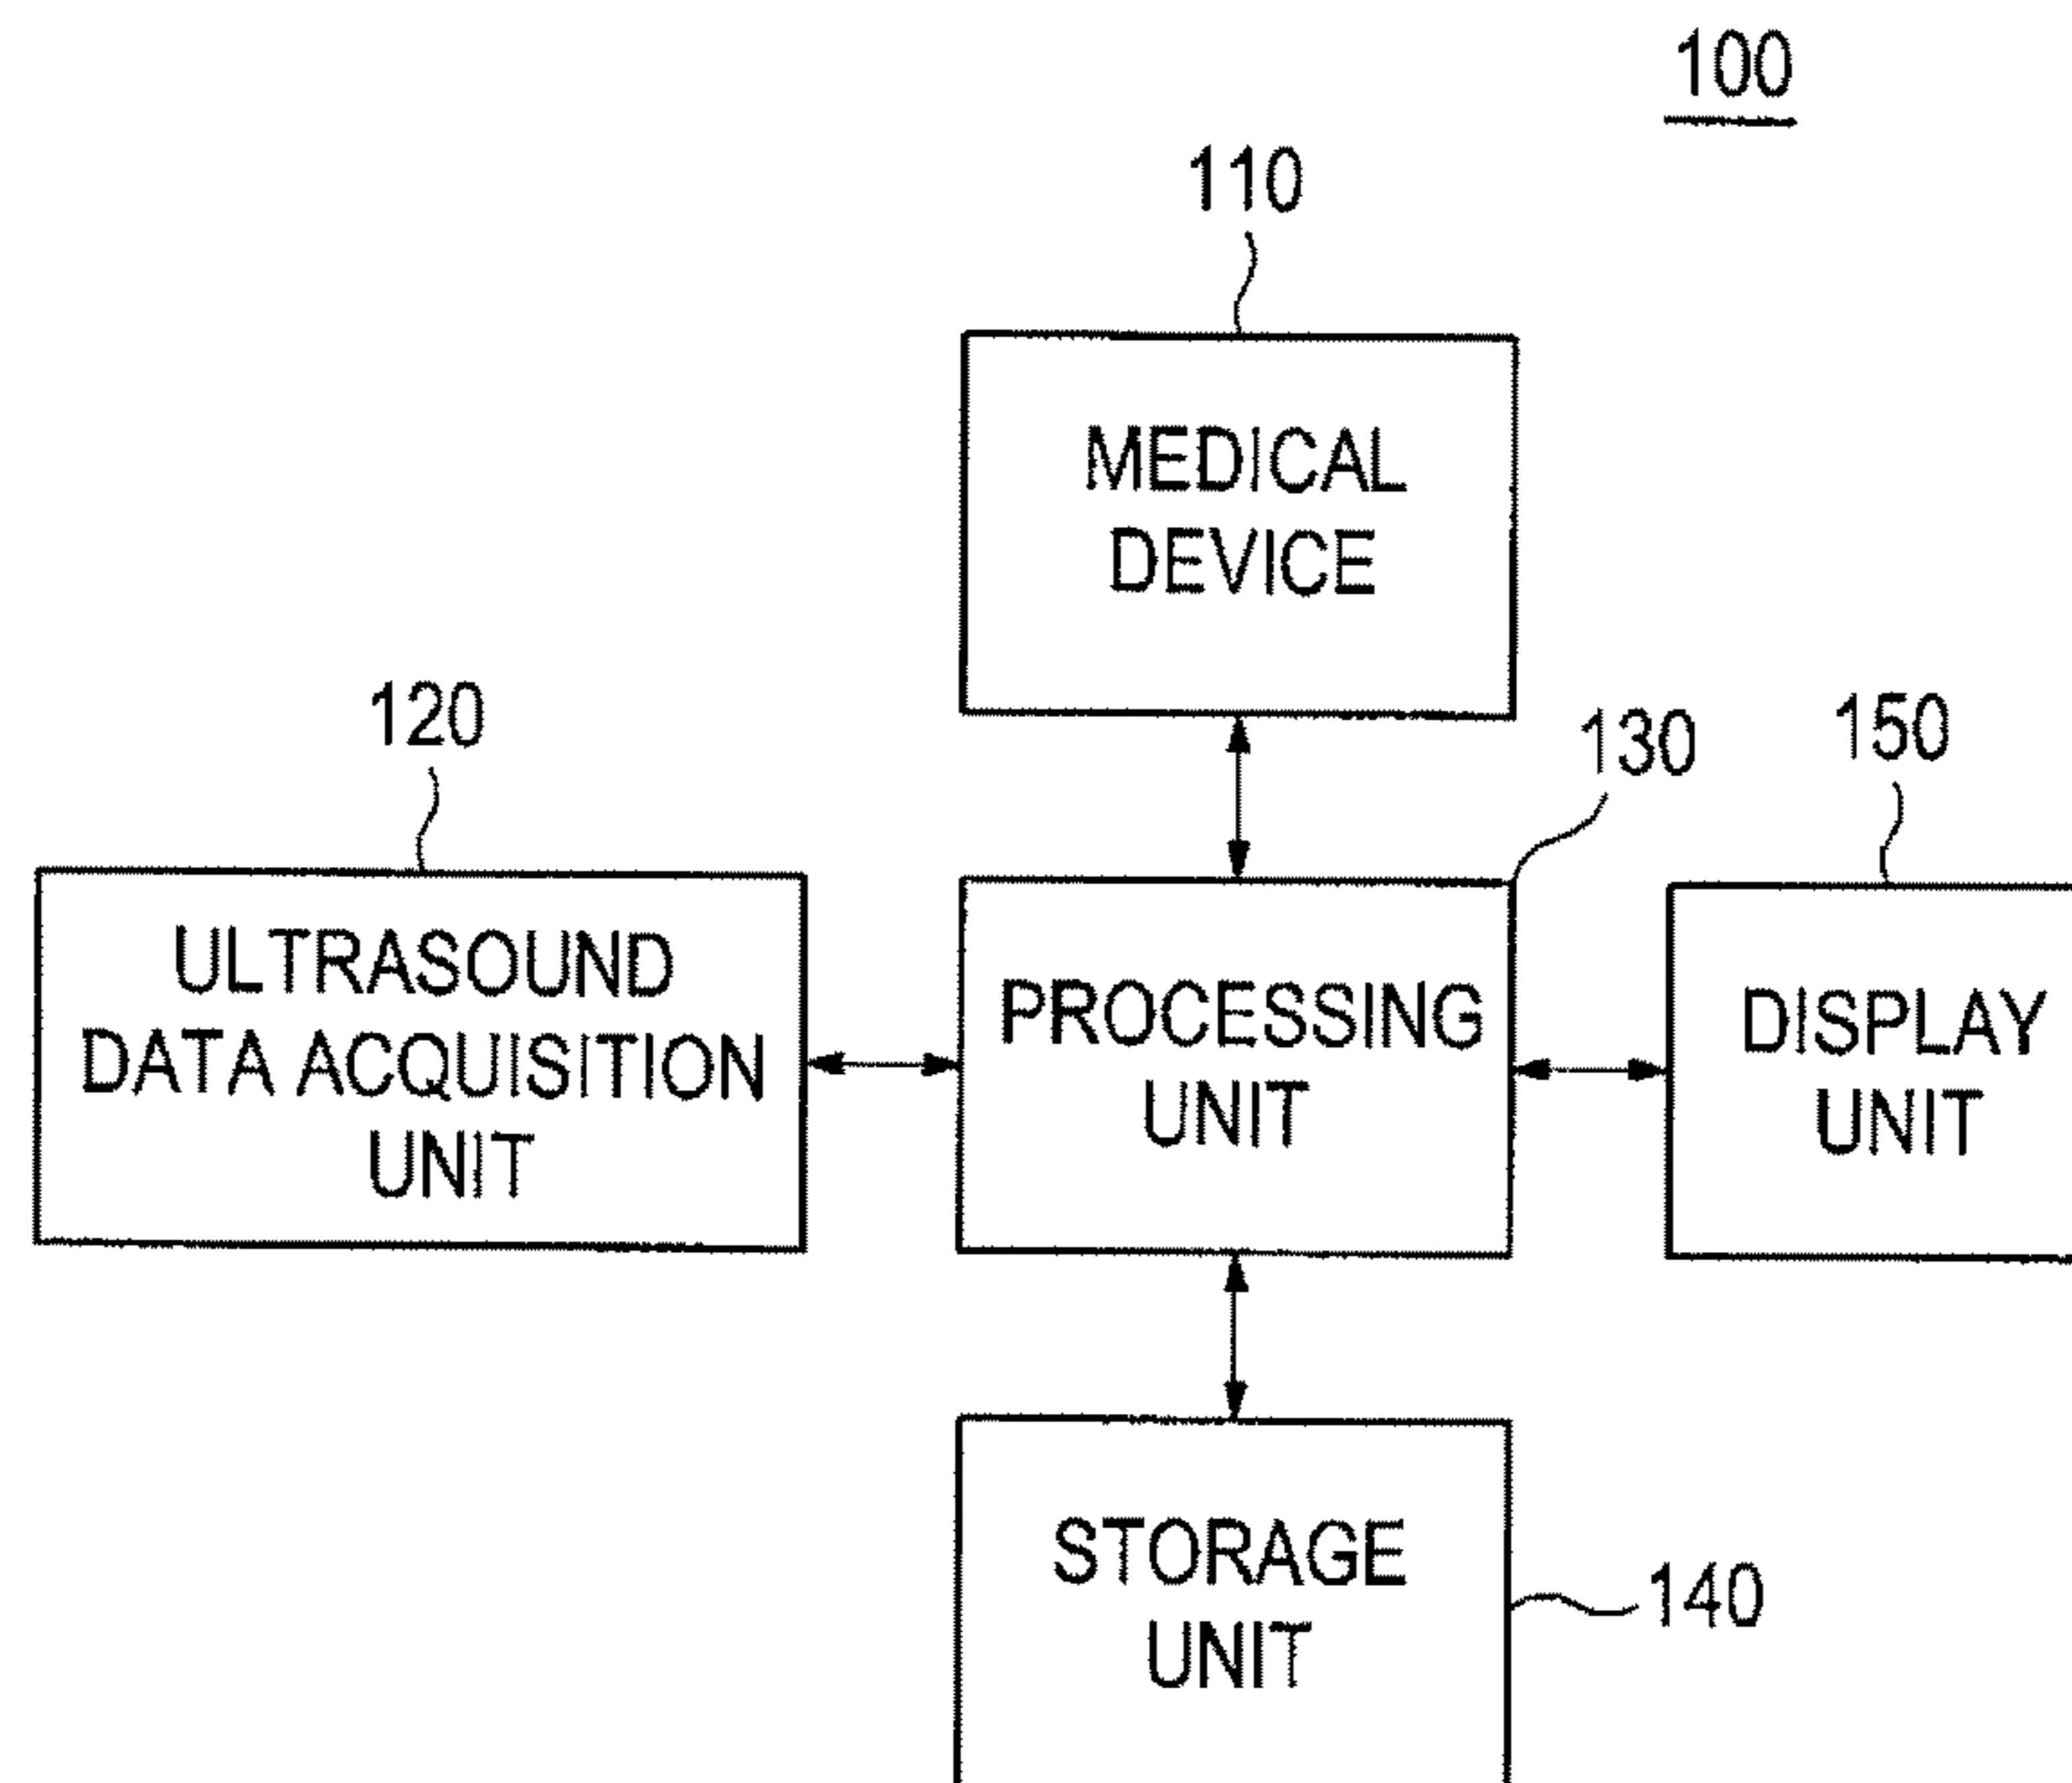 100
110
MEDICAL
DEVICE
120
130
150
ULTRASOUND
DATA ACQUISITION
UNIT
PROCESSING
UNIT
DISPLAY
UNIT
STORAGE
UNIT
140